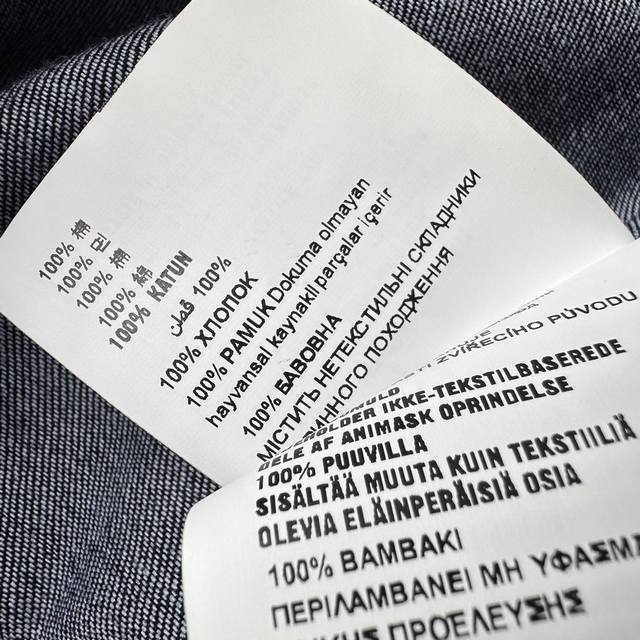 100% 棉
100% 면
100% 棉
100% 綿
100% KATUN
100% قطن
100% ХЛОПОК
100% PAMUK Dokuma olmayan
hayvansal kaynaklı parçalar içerir
100% БАВОВНА
МІСТИТЬ НЕТЕКСТИЛЬНІ СКЛАДНИКИ
ПОХОДЖЕННЯ
ZVÍŘECÍHO PŮVODU
IKKE-TEKSTILBASEREDE
DELE AF ANIMASK OPRINDELSE
100% PUUVILLA
SISÄLTÄÄ MUUTA KUIN TEKSTIILIÄ
OLEVIA ELÄINPERÄISIÄ OSIA
100% ΒΑΜΒΑΚΙ
ΠΕΡΙΛΑΜΒΑΝΕΙ ΜΗ
ΠΡΟΕΛΕΥΣΗΣ